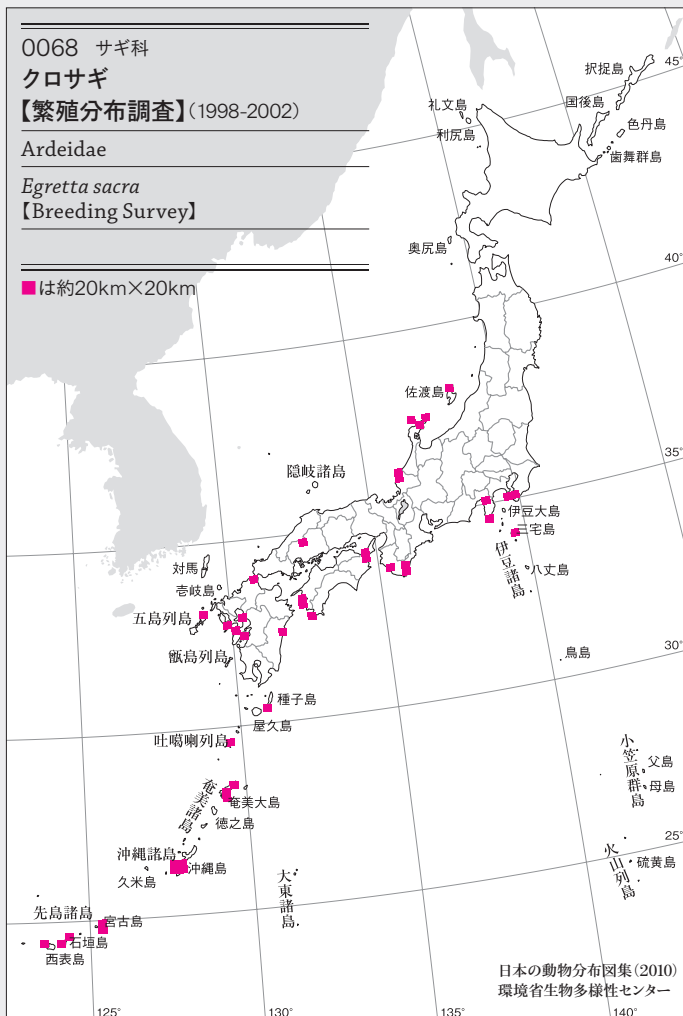 0068 サギ科
クロサギ
【繁殖分布調査】(1998-2002)
Ardeidae
Egretta sacra
【Breeding Survey】
■は約20km×20km
択捉島
45°
国後島
礼文島
色丹島
利尻島
歯舞群島
奥尻島
40°
佐渡島
35°
隠岐諸島
伊豆大島
三宅島
伊豆諸島
八丈島
対馬
壱岐島
五島列島
甑島列島
鳥島
30°
種子島
屋久島
吐噶喇列島
小笠原群島
父島
母島
奄美諸島
奄美大島
徳之島
25°
沖縄諸島
沖縄島
久米島
大東諸島
火山列島
硫黄島
先島諸島
宮古島
石垣島
西表島
日本の動物分布図集(2010)
環境省生物多様性センター
125°
130°
135°
140°